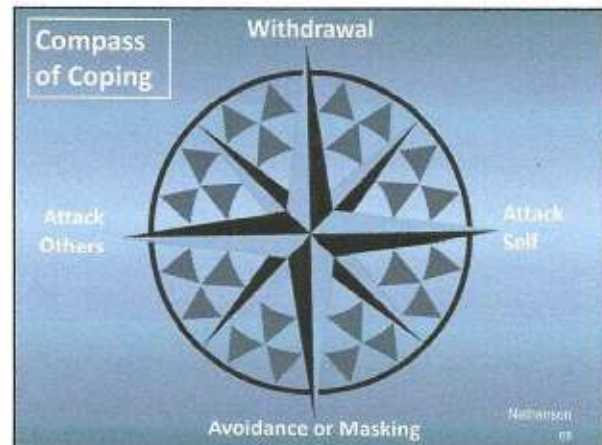 Compass
of Coping
Withdrawal
Attack
Others
Attack
Self
Avoidance or Masking
Nathanson